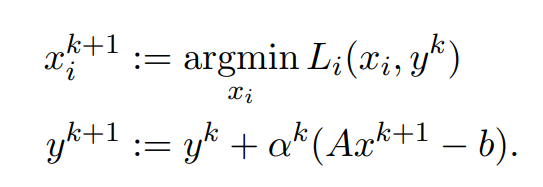 x_i^{k+1} := argmin_{x_i} L_i(x_i, y^k)
y^{k+1} := y^k + α^k(Ax^{k+1} − b).